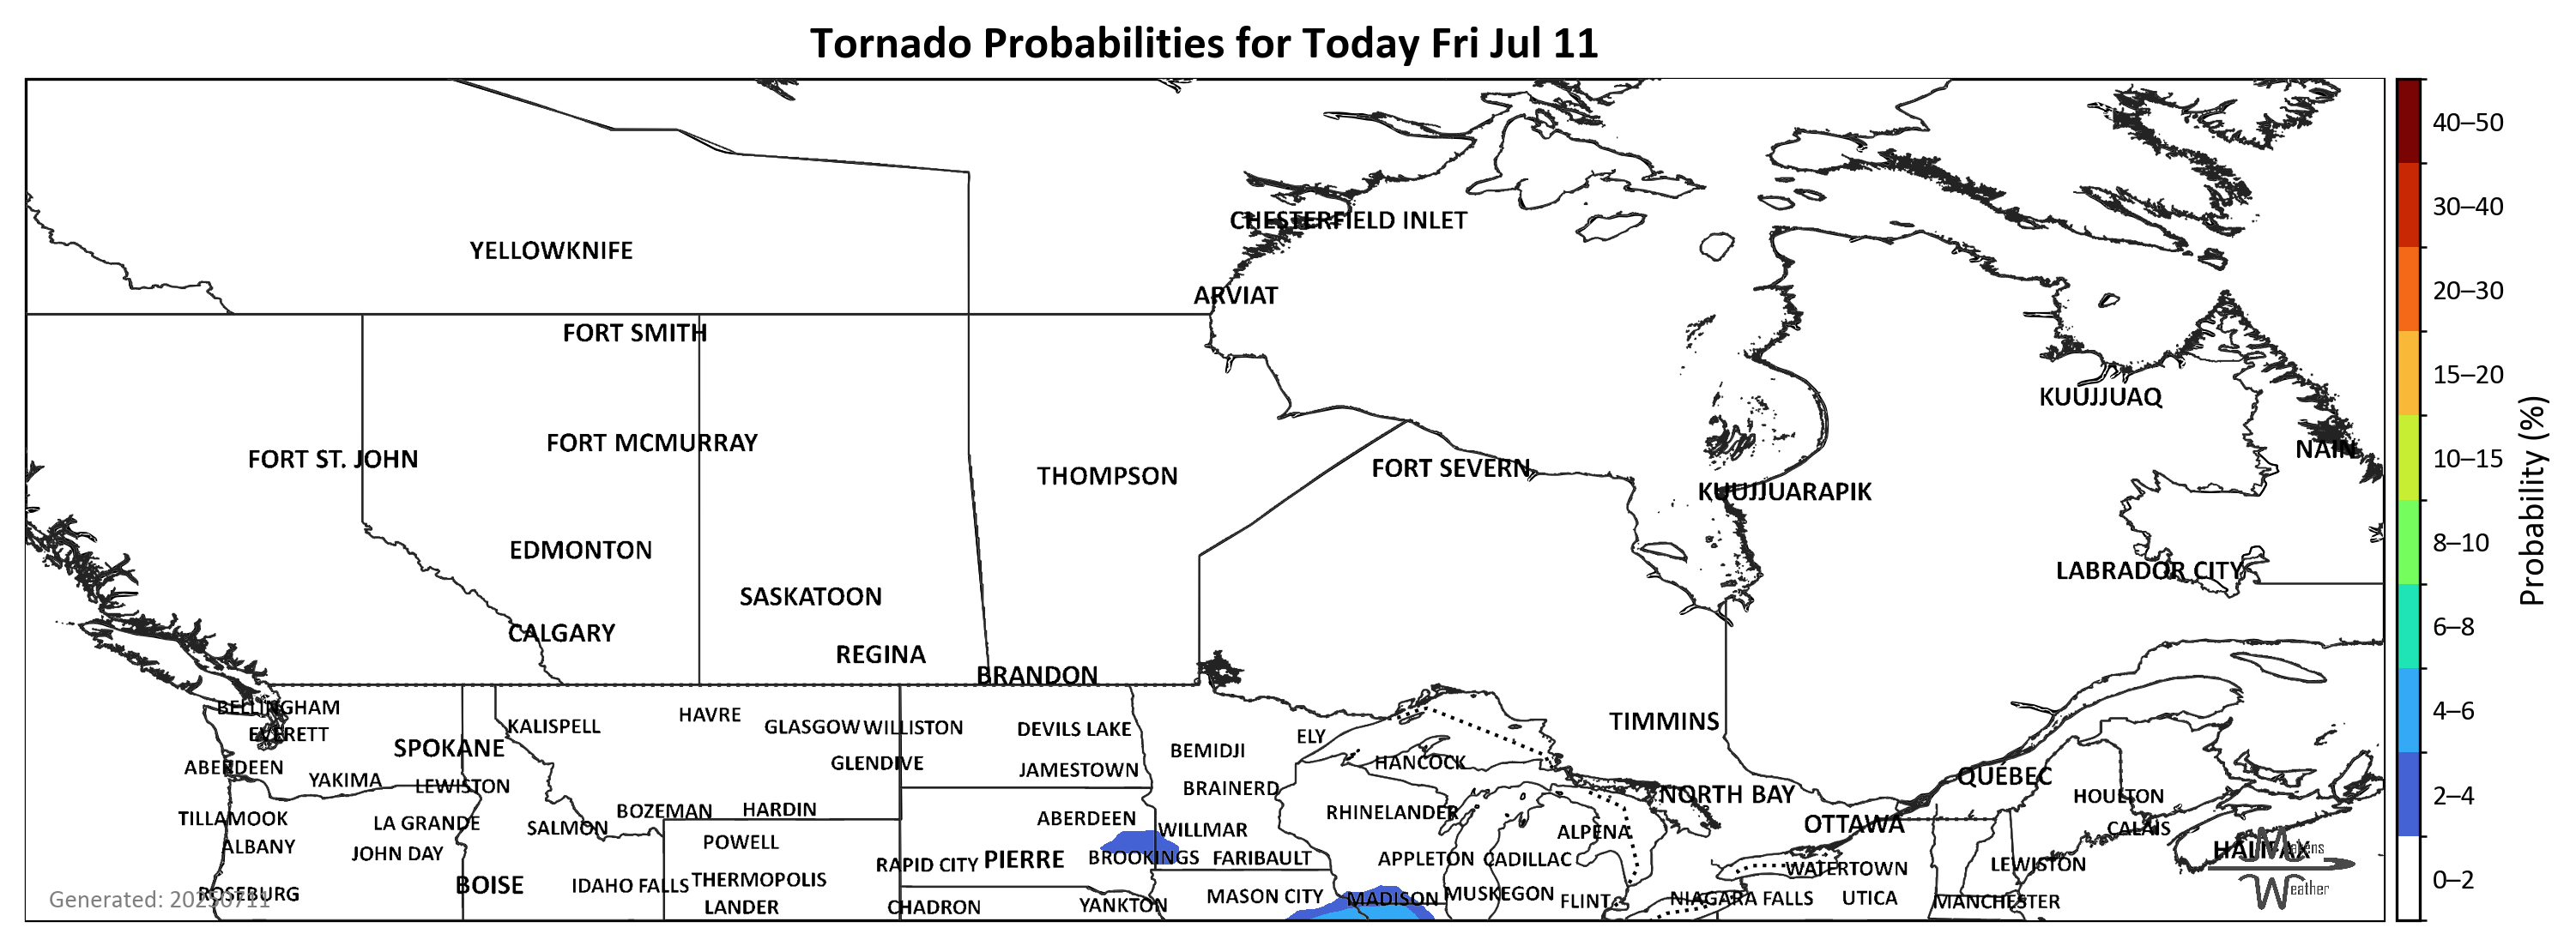 Tornado Probabilities for Today Fri Jul 11
40–50
30–40
CHESTERFIELD INLET
YELLOWKNIFE
20–30
ARVIAT
FORT SMITH
15–20
KUUJJUAQ
FORT MCMURRAY
NAIN
10–15
FORT ST. JOHN
FORT SEVERN
THOMPSON
KUUJJUARAPIK
Probability (%)
8–10
EDMONTON
LABRADOR CITY
SASKATOON
6–8
CALGARY
REGINA
BRANDON
BELLINGHAM
4–6
HAVRE
TIMMINS
KALISPELL
GLASGOW WILLISTON
DEVILS LAKE
EVERETT
ELY
SPOKANE
BEMIDJI
GLENDIVE
HANCOCK
ABERDEEN
JAMESTOWN
QUÉBEC
YAKIMA
LEWISTON
BRAINERD
NORTH BAY
HOULTON
2–4
BOZEMAN
HARDIN
RHINELANDER
TILLAMOOK
ABERDEEN
LA GRANDE
OTTAWA
SALMON
WILLMAR
CALAIS
ALPENA
POWELL
ALBANY
HALIFAX
JOHN DAY
BROOKINGS
FARIBAULT
APPLETON
CADILLAC
PIERRE
RAPID CITY
LEWISTON
WATERTOWN
THERMOPOLIS
0–2
BOISE
IDAHO FALLS
eather
ROSEBURG
MUSKEGON
MASON CITY
MADISON
NIAGARA FALLS
UTICA
Generated: 20250711
FLINT
MANCHESTER
YANKTON
LANDER
CHADRON